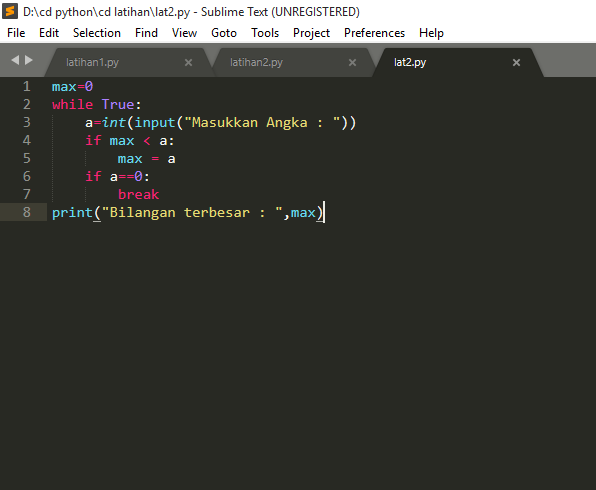 D:\cd python\cd latihan\lat2.py - Sublime Text (UNREGISTERED)
File Edit Selection Find View Goto Tools Project Preferences Help
latihan1.py × latihan2.py × lat2.py ×
1 max=0
2 while True:
3     a=int(input("Masukkan Angka : "))
4     if max < a:
5         max = a
6     if a==0:
7         break
8 print("Bilangan terbesar : ",max)